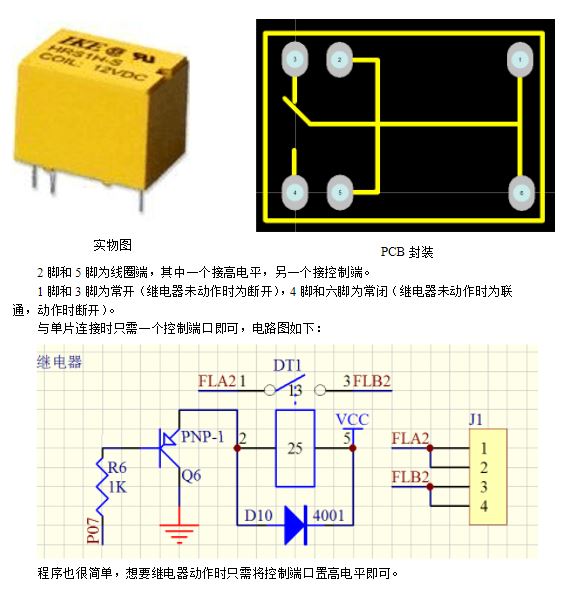 HKE
HRS1H-S
COIL: 12VDC
3
2
1
4
5
6
实物图
PCB 封装
2 脚和 5 脚为线圈端，其中一个接高电平，另一个接控制端。
1 脚和 3 脚为常开（继电器未动作时为断开），4 脚和六脚为常闭（继电器未动作时为联
通，动作时断开）。
与单片连接时只需一个控制端口即可，电路图如下：
继电器
DT1
FLA2 1
13
3 FLB2
PNP-1
2
25
VCC
5
R6
1K
Q6
D10
4001
P07
J1
FLA2
FLB2
1
2
3
4
程序也很简单，想要继电器动作时只需将控制端口置高电平即可。